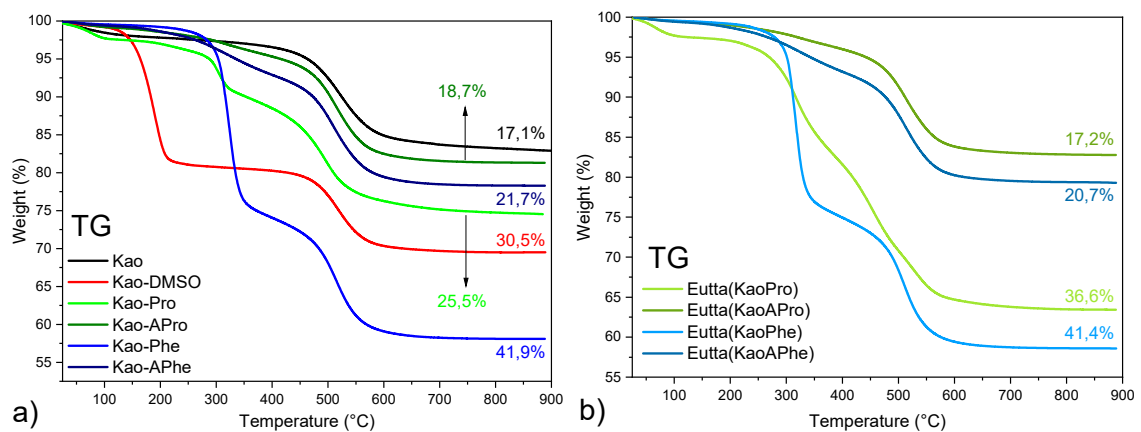 100
95
90
85
80
75
70
65
60
55
Weight (%)
18,7%
17,1%
21,7%
30,5%
25,5%
41,9%
TG
Kao
Kao-DMSO
Kao-Pro
Kao-APro
Kao-Phe
Kao-APhe
100 200 300 400 500 600 700 800 900
Temperature (°C)
a)
100
95
90
85
80
75
70
65
60
55
Weight (%)
17,2%
20,7%
36,6%
41,4%
TG
Eutta(KaoPro)
Eutta(KaoAPro)
Eutta(KaoPhe)
Eutta(KaoAPhe)
100 200 300 400 500 600 700 800 900
Temperature (°C)
b)